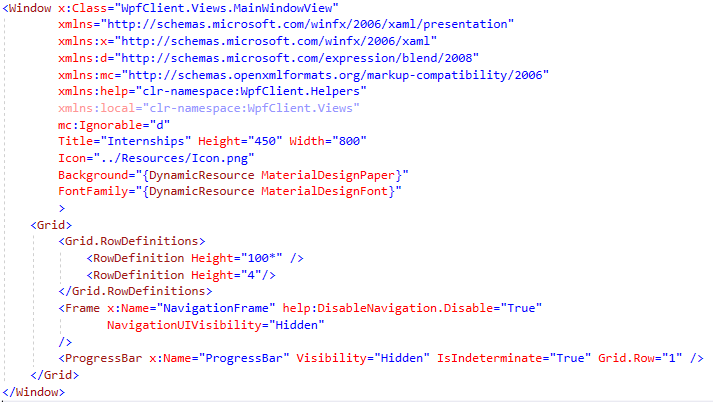 <Window x:Class="WpfClient.Views.MainWindowView"
        xmlns="http://schemas.microsoft.com/winfx/2006/xaml/presentation"
        xmlns:x="http://schemas.microsoft.com/winfx/2006/xaml"
        xmlns:d="http://schemas.microsoft.com/expression/blend/2008"
        xmlns:mc="http://schemas.openxmlformats.org/markup-compatibility/2006"
        xmlns:help="clr-namespace:WpfClient.Helpers"
        xmlns:local="clr-namespace:WpfClient.Views"
        mc:Ignorable="d"
        Title="Internships" Height="450" Width="800"
        Icon="../Resources/Icon.png"
        Background="{DynamicResource MaterialDesignPaper}"
        FontFamily="{DynamicResource MaterialDesignFont}"
        >
    <Grid>
        <Grid.RowDefinitions>
            <RowDefinition Height="100*" />
            <RowDefinition Height="4"/>
        </Grid.RowDefinitions>
        <Frame x:Name="NavigationFrame" help:DisableNavigation.Disable="True"
               NavigationUIVisibility="Hidden"
        />
        <ProgressBar x:Name="ProgressBar" Visibility="Hidden" IsIndeterminate="True" Grid.Row="1" />
    </Grid>
</Window>